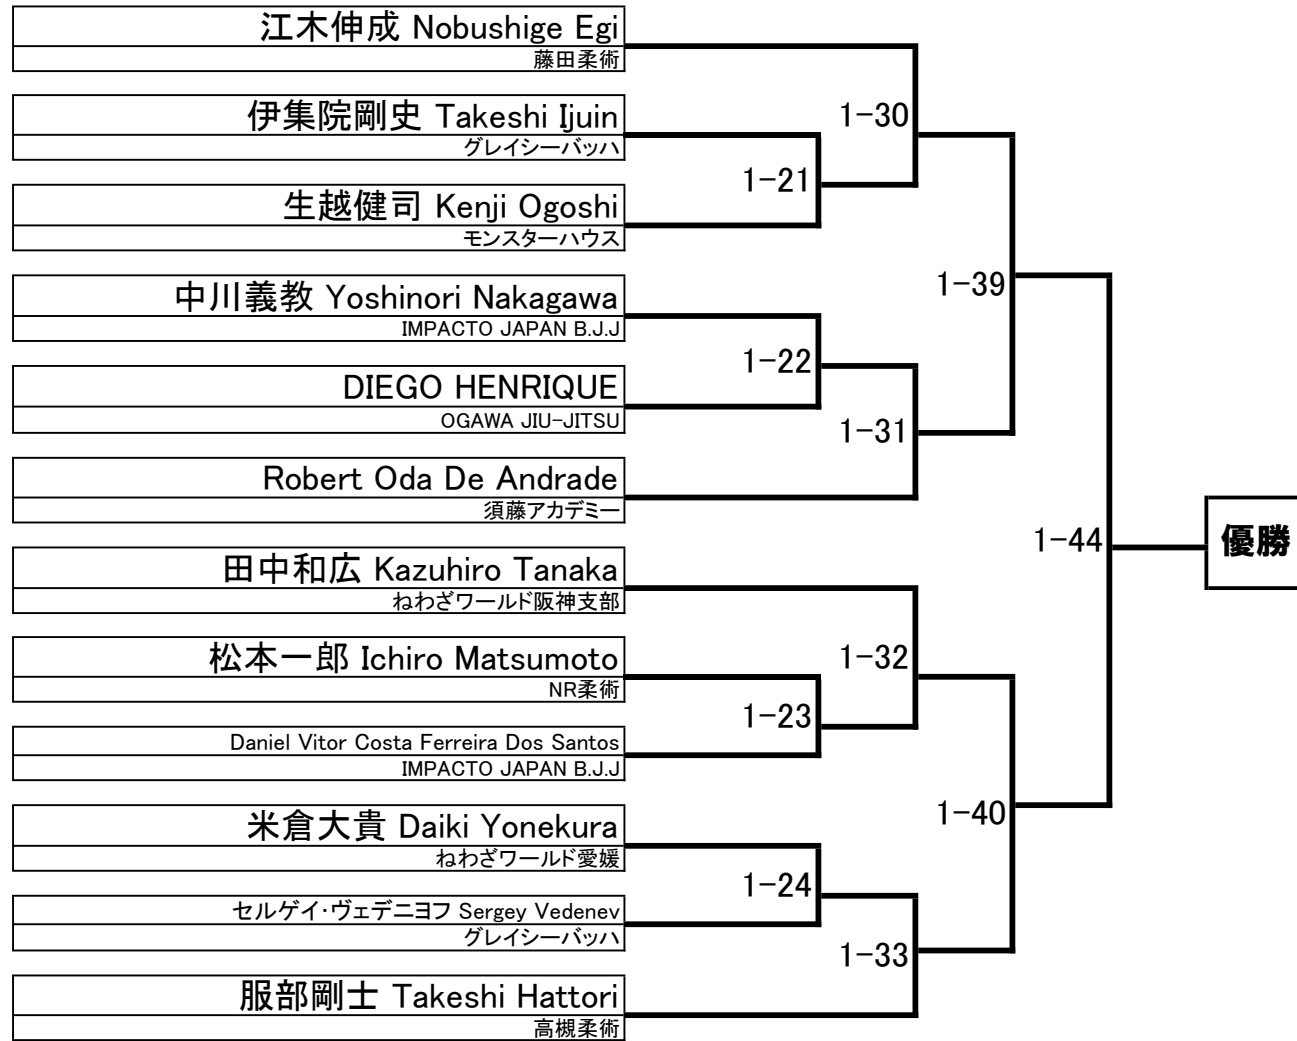 江木伸成 Nobushige Egi
藤田柔術
伊集院剛史 Takeshi Ijuin
グレイシーバッハ
生越健司 Kenji Ogoshi
モンスターハウス
中川義教 Yoshinori Nakagawa
IMPACTO JAPAN B.J.J
DIEGO HENRIQUE
OGAWA JIU-JITSU
Robert Oda De Andrade
須藤アカデミー
田中和広 Kazuhiro Tanaka
ねわざワールド阪神支部
松本一郎 Ichiro Matsumoto
NR柔術
Daniel Vitor Costa Ferreira Dos Santos
IMPACTO JAPAN B.J.J
米倉大貴 Daiki Yonekura
ねわざワールド愛媛
セルゲイ・ヴェデニヨフ Sergey Vedenev
グレイシーバッハ
服部剛士 Takeshi Hattori
高槻柔術
1-21
1-22
1-23
1-24
1-30
1-31
1-32
1-33
1-39
1-40
1-44
優勝